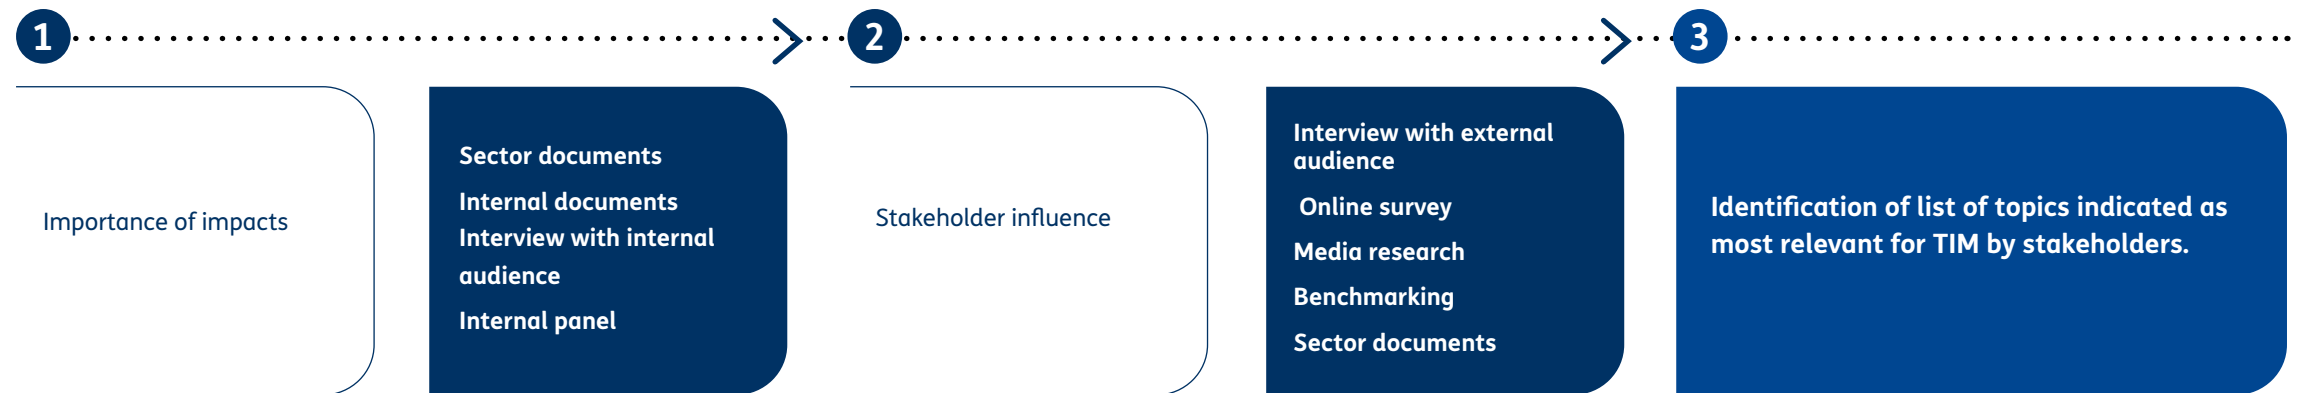 1
2
3
Importance of impacts
Sector documents
Internal documents
Interview with internal
audience
Internal panel
Stakeholder influence
Interview with external
audience
Online survey
Media research
Benchmarking
Sector documents
Identification of list of topics indicated as
most relevant for TIM by stakeholders.